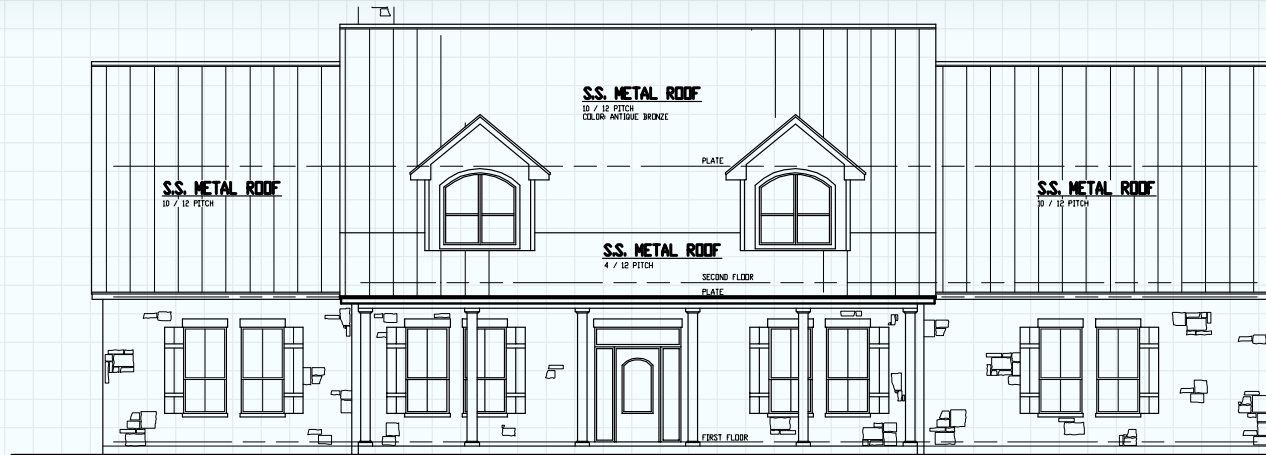 S.S. METAL ROOF
10 / 12 PITCH
COLOR: ANTIQUE BRONZE
PLATE
S.S. METAL ROOF
10 / 12 PITCH
S.S. METAL ROOF
10 / 12 PITCH
S.S. METAL ROOF
4 / 12 PITCH
SECOND FLOOR
PLATE
FIRST FLOOR